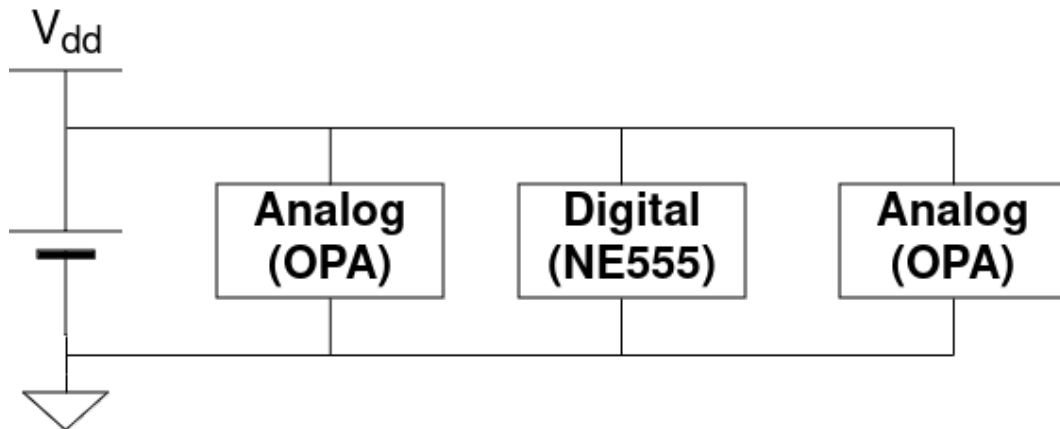 Vdd
Analog
(OPA)
Digital
(NE555)
Analog
(OPA)